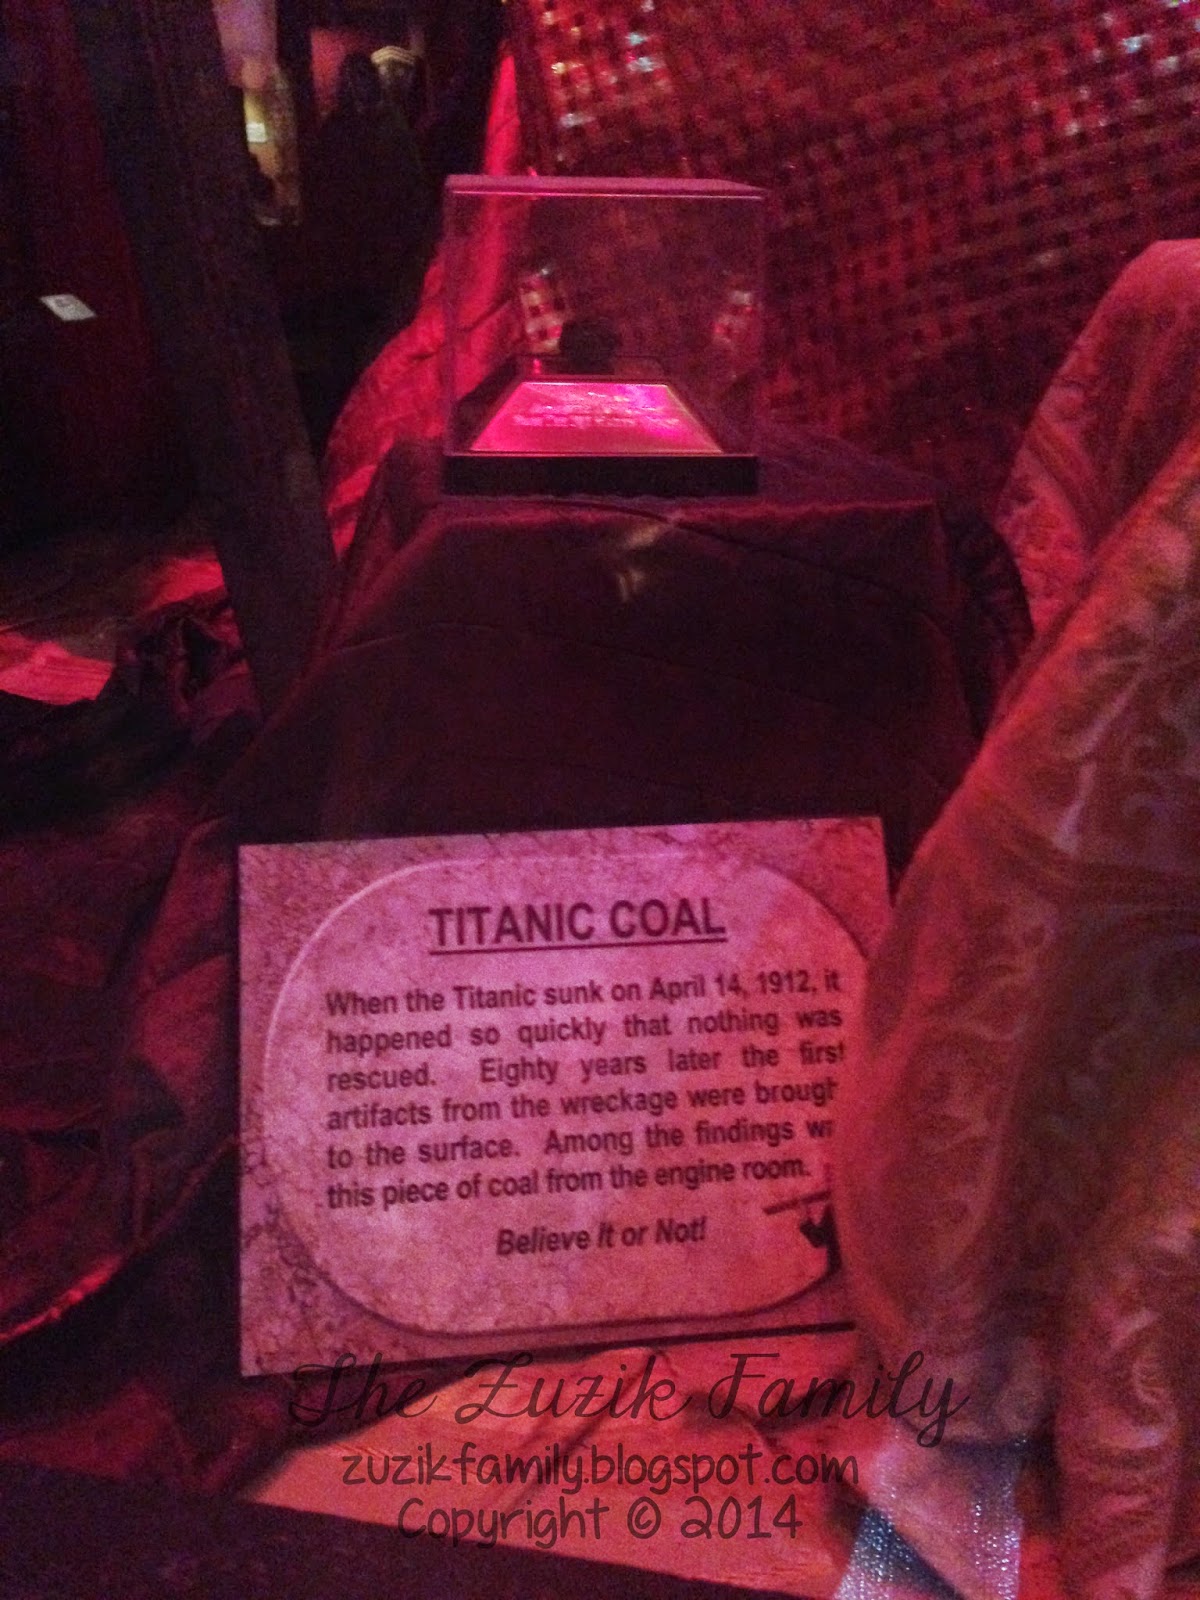 TITANIC COAL
When the Titanic sunk on April 14, 1912, it
happened so quickly that nothing was
rescued. Eighty years later the first
artifacts from the wreckage were brough
to the surface. Among the findings w
this piece of coal from the engine room.
Believe It or Not!
The Zuzik Family
zuzikfamily.blogspot.com
Copyright © 2014